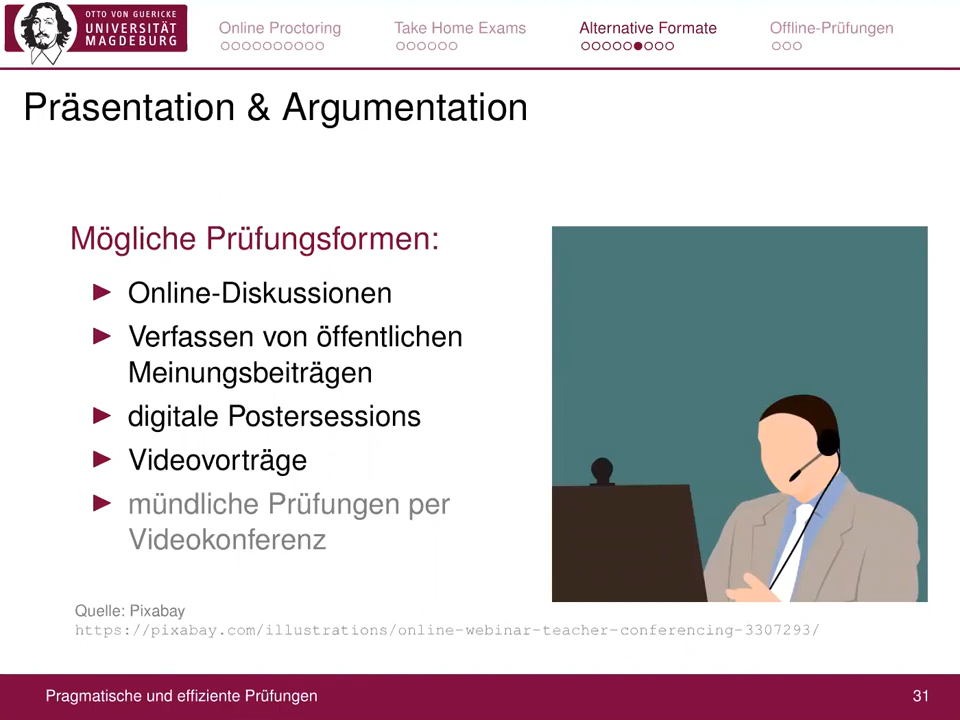 OTTO VON GUERICKE
UNIVERSITÄT
MAGDEBURG
Online Proctoring
Take Home Exams
Alternative Formate
Offline-Prüfungen
Präsentation & Argumentation
Mögliche Prüfungsformen:
Online-Diskussionen
Verfassen von öffentlichen
Meinungsbeiträgen
digitale Postersessions
Videovorträge
mündliche Prüfungen per
Videokonferenz
Quelle: Pixabay
https://pixabay.com/illustrations/online-webinar-teacher-conferencing-3307293/
Pragmatische und effiziente Prüfungen
31